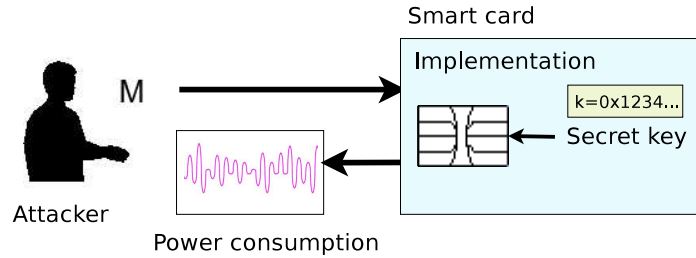 Smart card
Implementation
M
k=0x1234...
Secret key
Attacker
Power consumption